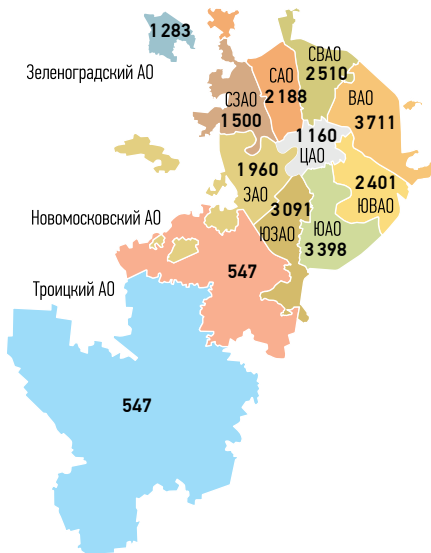 1 283
Зеленоградский АО
СВАО
2 510
САО
2 188
СЗАО
1 500
ВАО
3 711
1 160
ЦАО
1 960
ЗАО
2 401
ЮВАО
3 091
ЮЗАО
ЮАО
3 398
Новомосковский АО
547
Троицкий АО
547